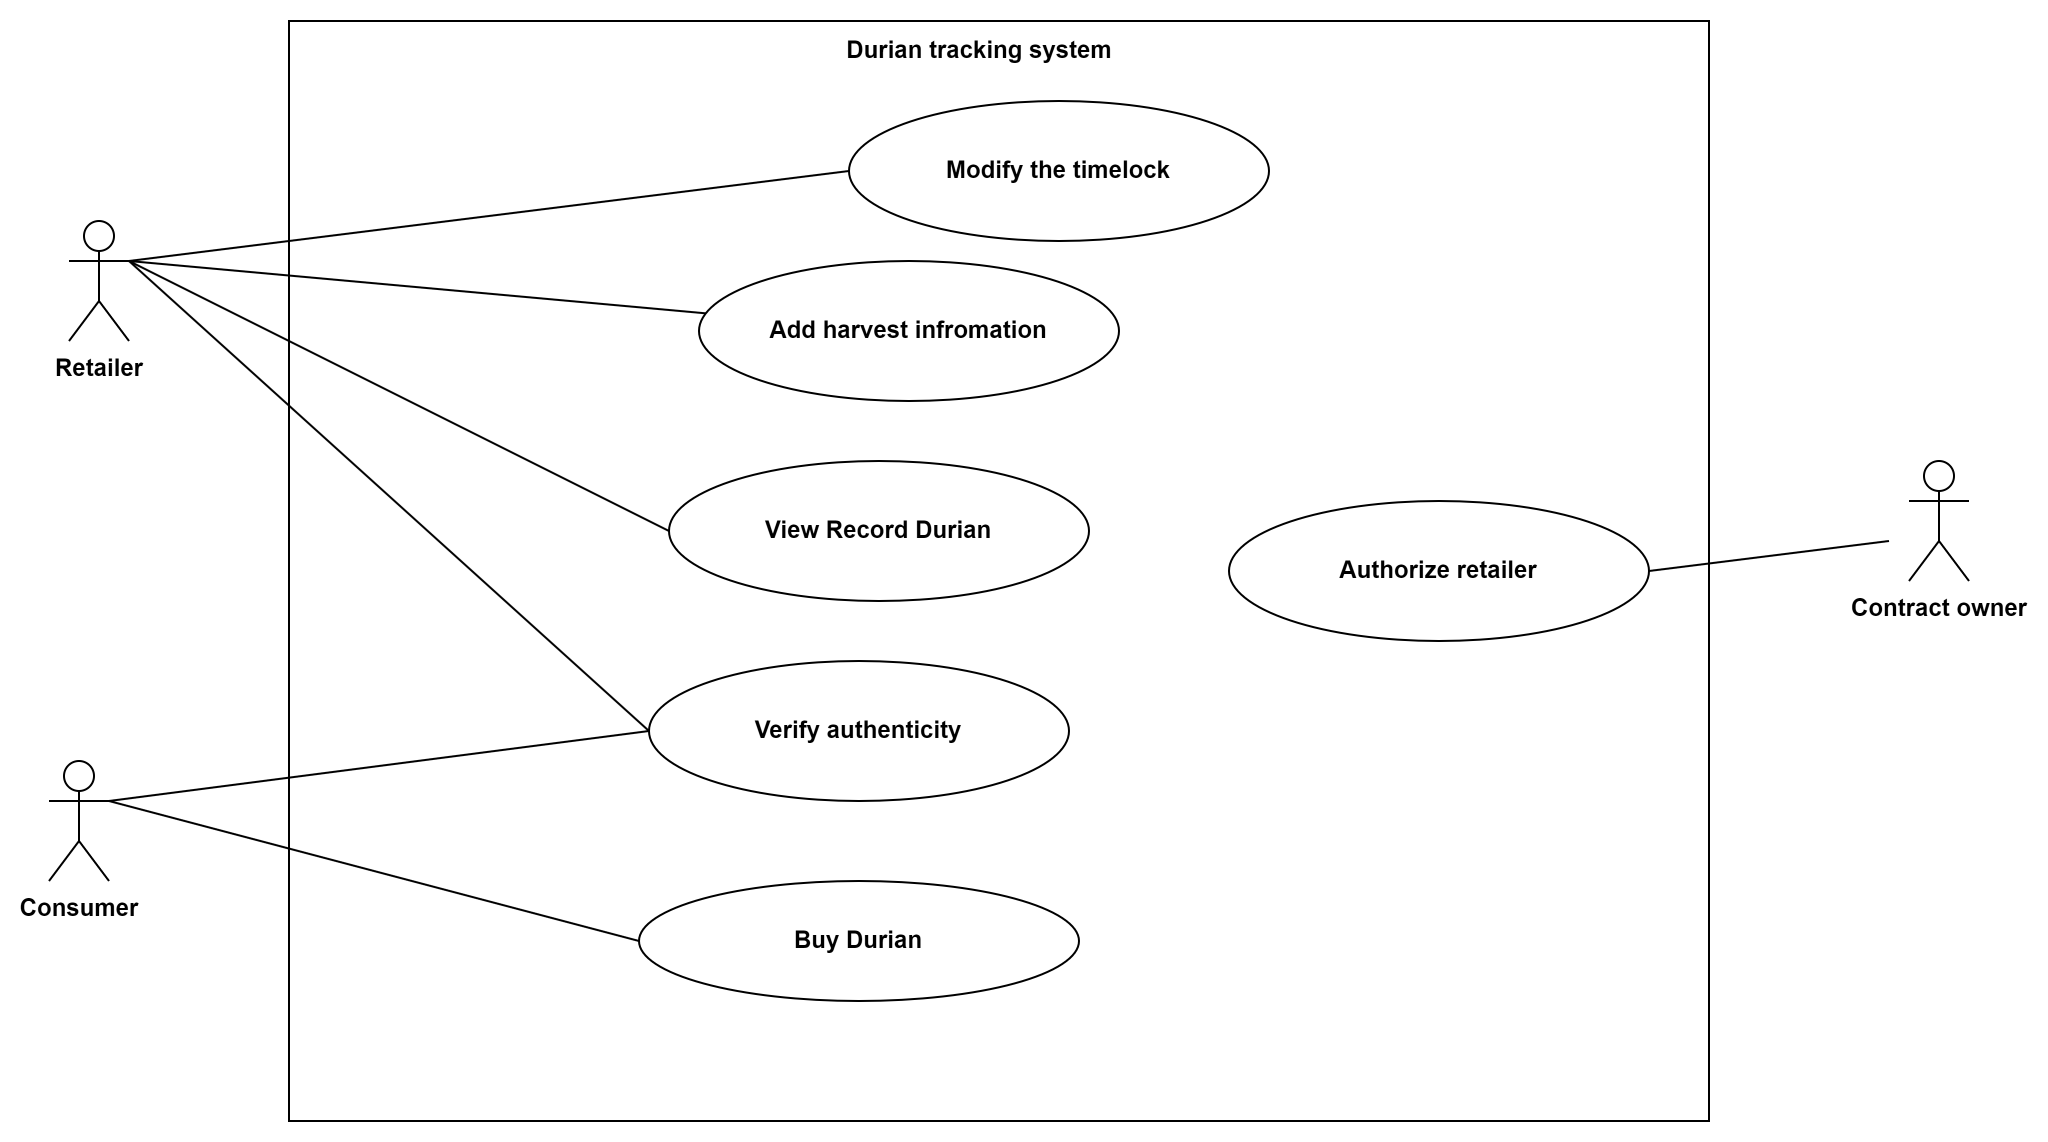 Durian tracking system
Modify the timelock
Add harvest infromation
Retailer
View Record Durian
Authorize retailer
Contract owner
Verify authenticity
Consumer
Buy Durian